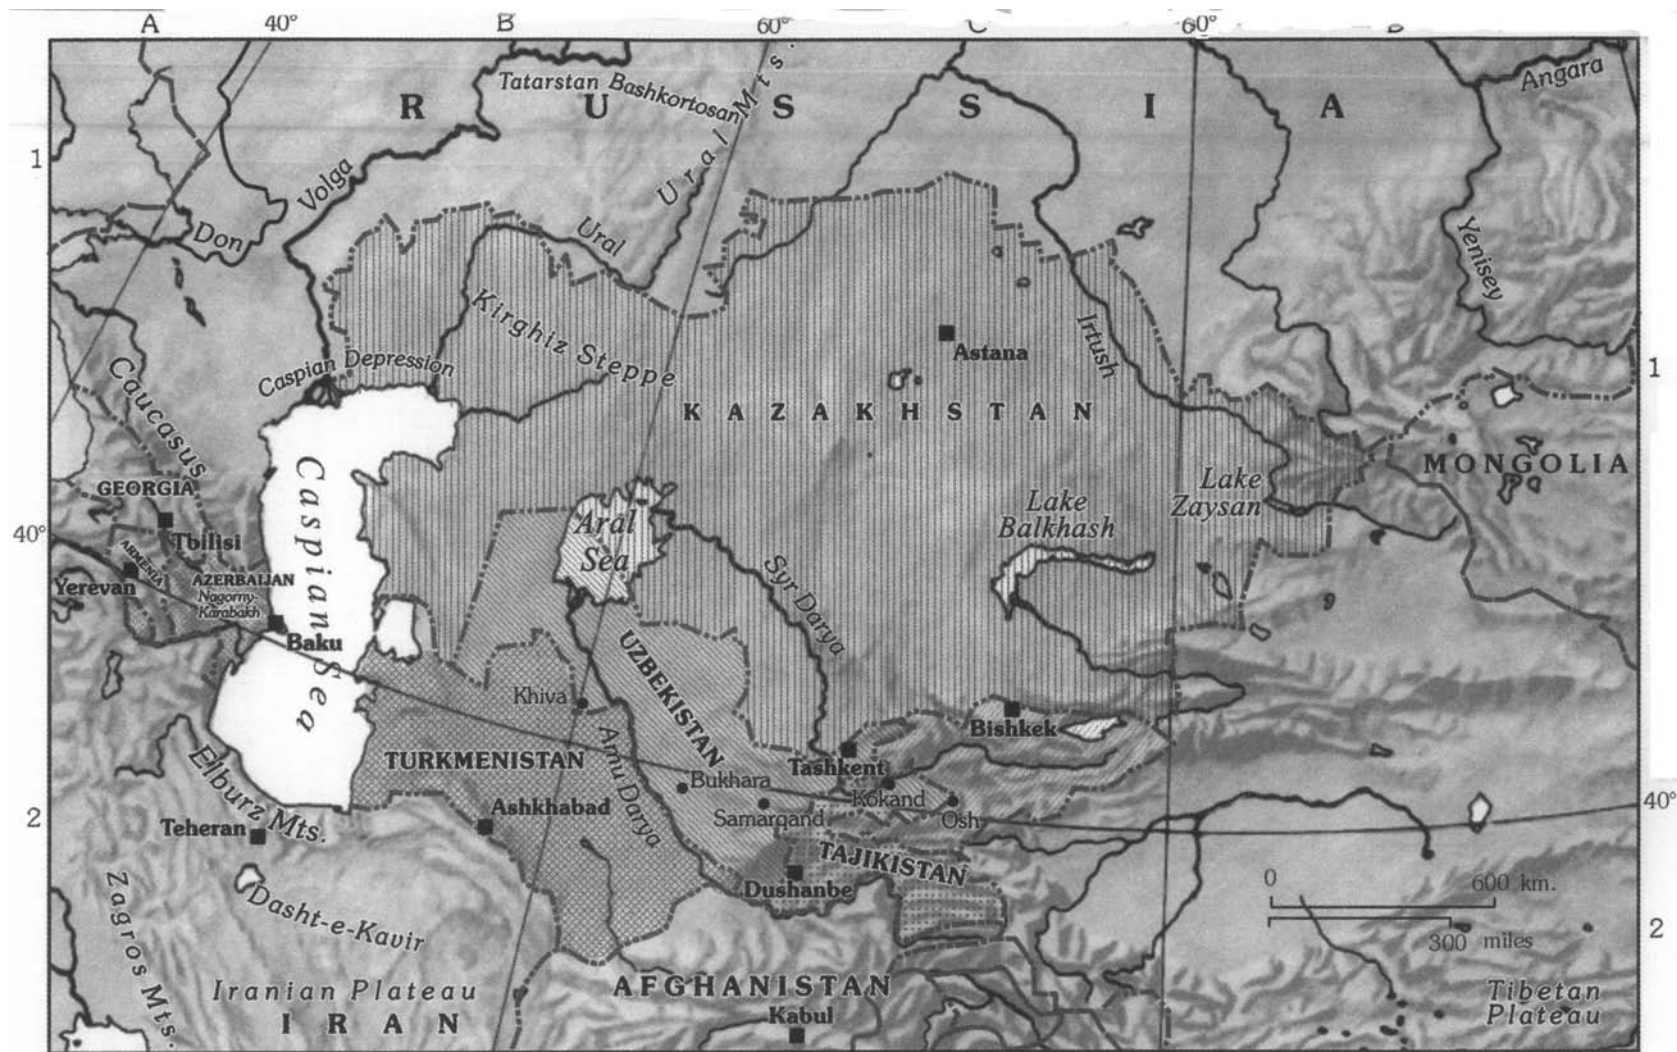 A 40° B 60° C 60° D
Tatarstan Bashkortosan
Angara
R U S S I A
Ural Mts.
1
Volga
Don
Ural
Yenisey
Kirghiz Steppe
Irtush
Astana
Caspian Depression
1
Caucasus
K A Z A K H S T A N
MONGOLIA
GEORGIA
Lake
Zaysan
Lake
Balkhash
Aral
Sea
40°
Tbilisi
Caspian Sea
ARMENIA
Yerevan
AZERBAIJAN
Nagorny-
Karabakh
Syr Darya
Baku
UZBEKISTAN
Khiva
Bishkek
TURKMENISTAN
Amu Darya
Bukhara
Tashkent
Elburz Mts.
Ashkhabad
Kokand
40°
2
Teheran
Samarqand
Osh
TAJIKISTAN
Dushanbe
0 600 km.
300 miles
Zagros Mts.
Dasht-e-Kavir
2
Iranian Plateau
AFGHANISTAN
Tibetan
Plateau
I R A N
Kabul